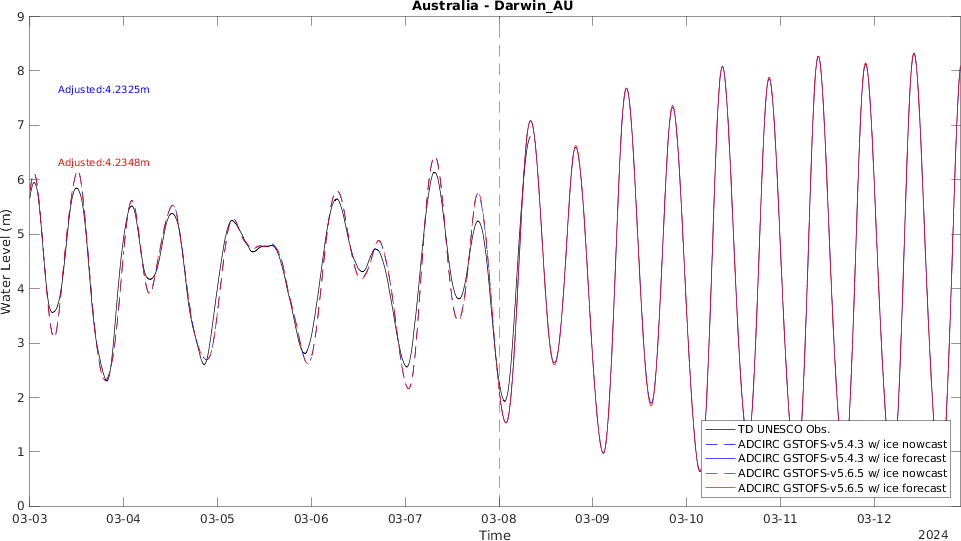 Australia - Darwin_AU
9
8
7
6
5
4
3
2
1
0
Water Level (m)
Adjusted:4.2325m
Adjusted:4.2348m
TD UNESCO Obs.
ADCIRC GSTOFS-v5.4.3 w/ ice nowcast
ADCIRC GSTOFS-v5.4.3 w/ ice forecast
ADCIRC GSTOFS-v5.6.5 w/ ice nowcast
ADCIRC GSTOFS-v5.6.5 w/ ice forecast
03-03 03-04 03-05 03-06 03-07 03-08 03-09 03-10 03-11 03-12
Time
2024